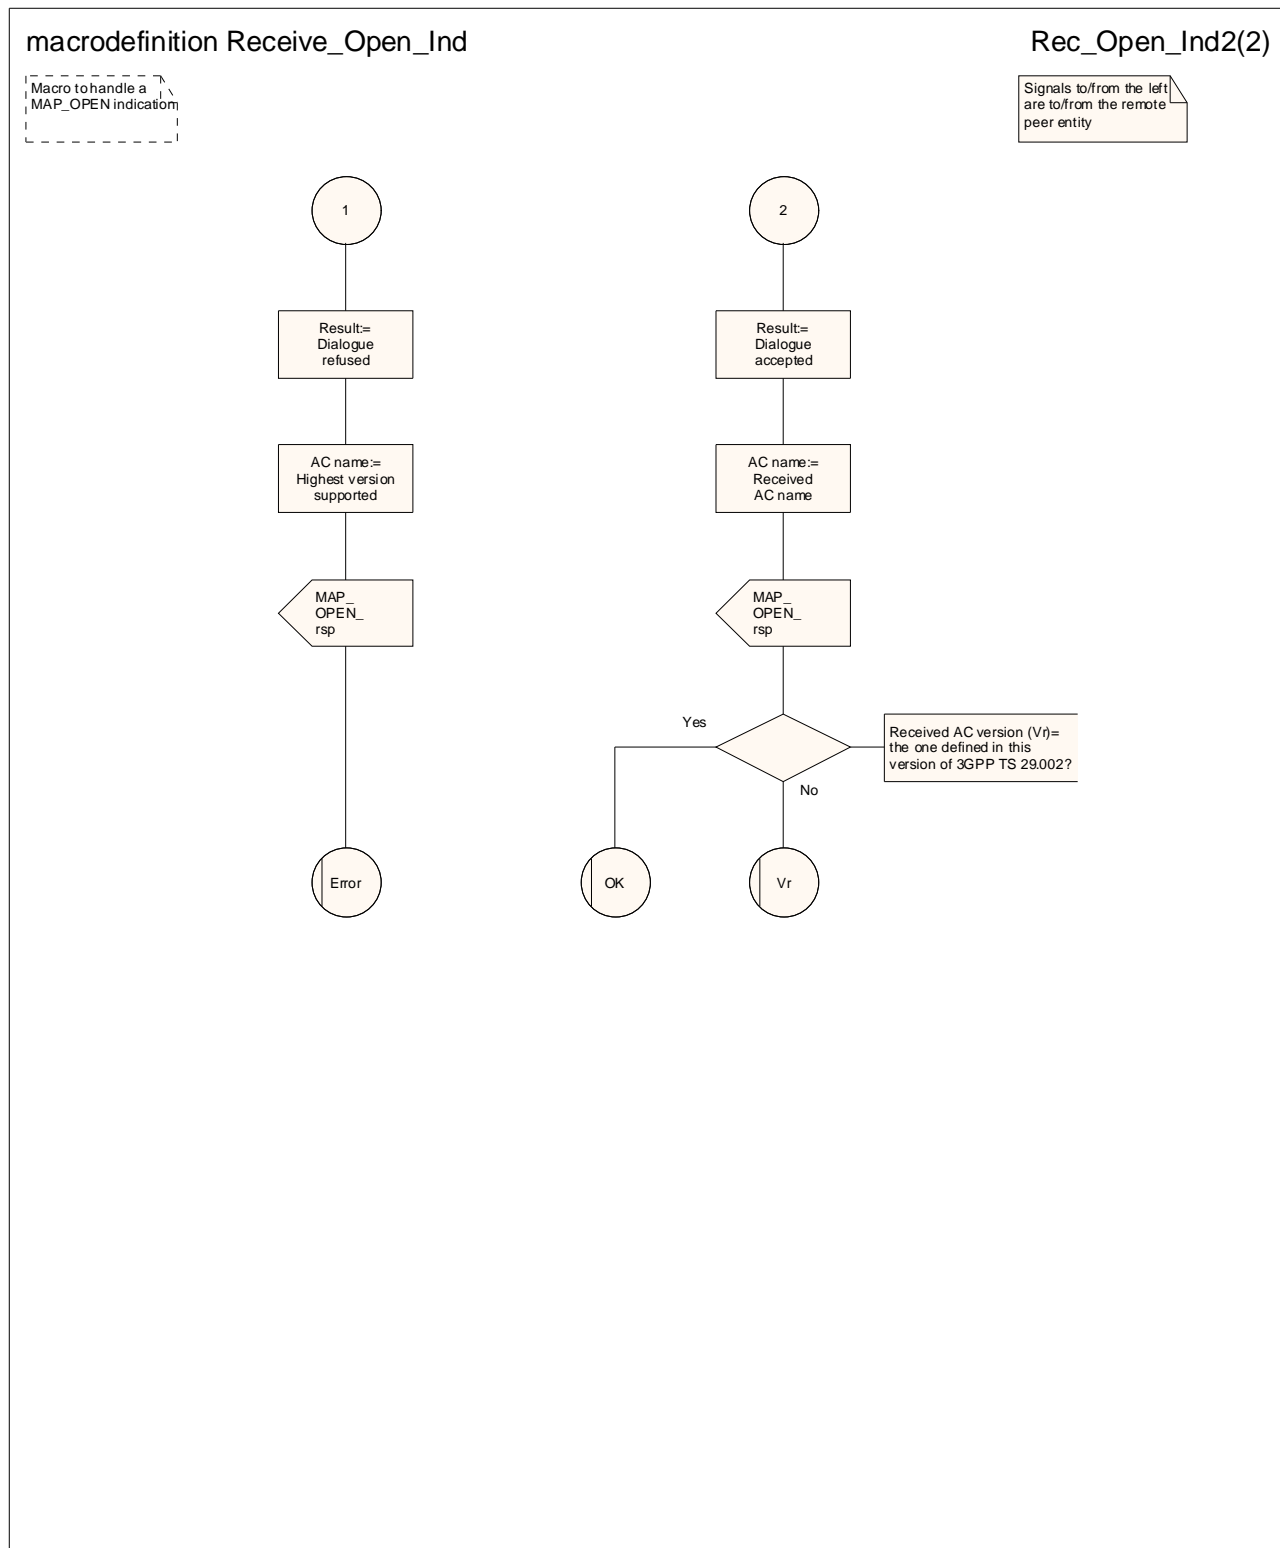 macrodefinition Receive_Open_Ind
Rec_Open_Ind2(2)
Macro to handle a
MAP_OPEN indication
Signals to/from the left
are to/from the remote
peer entity
1
2
Result:=
Dialogue
refused
Result:=
Dialogue
accepted
AC name:=
Highest version
supported
AC name:=
Received
AC name
MAP_
OPEN_
rsp
MAP_
OPEN_
rsp
Yes
Received AC version (Vr)=
the one defined in this
version of 3GPP TS 29.002?
No
Error
OK
Vr